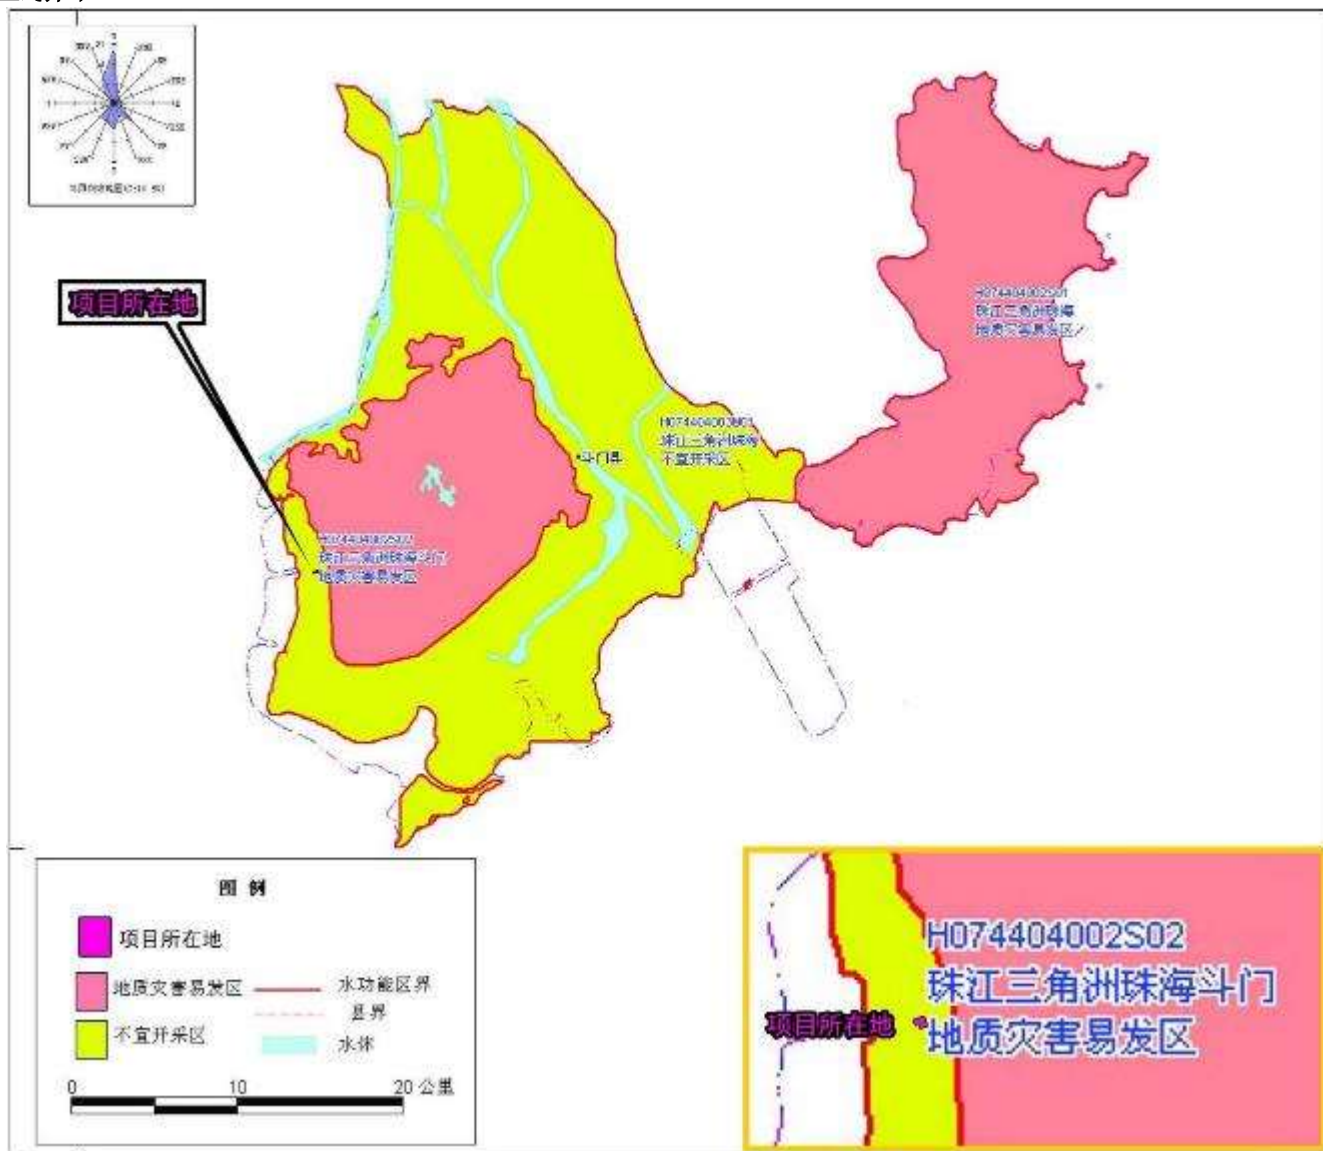 项目所在地
H074404002S01
珠江三角洲珠海
地质灾害易发区
H074404003W01
珠江三角洲珠海
不宜开采区
斗门县
H074404002S02
珠江三角洲珠海斗门
地质灾害易发区
图 例
项目所在地
地质灾害易发区
水功能区界
县界
不宜开采区
水体
0 10 20 公里
H074404002S02
珠江三角洲珠海斗门
项目所在地
地质灾害易发区